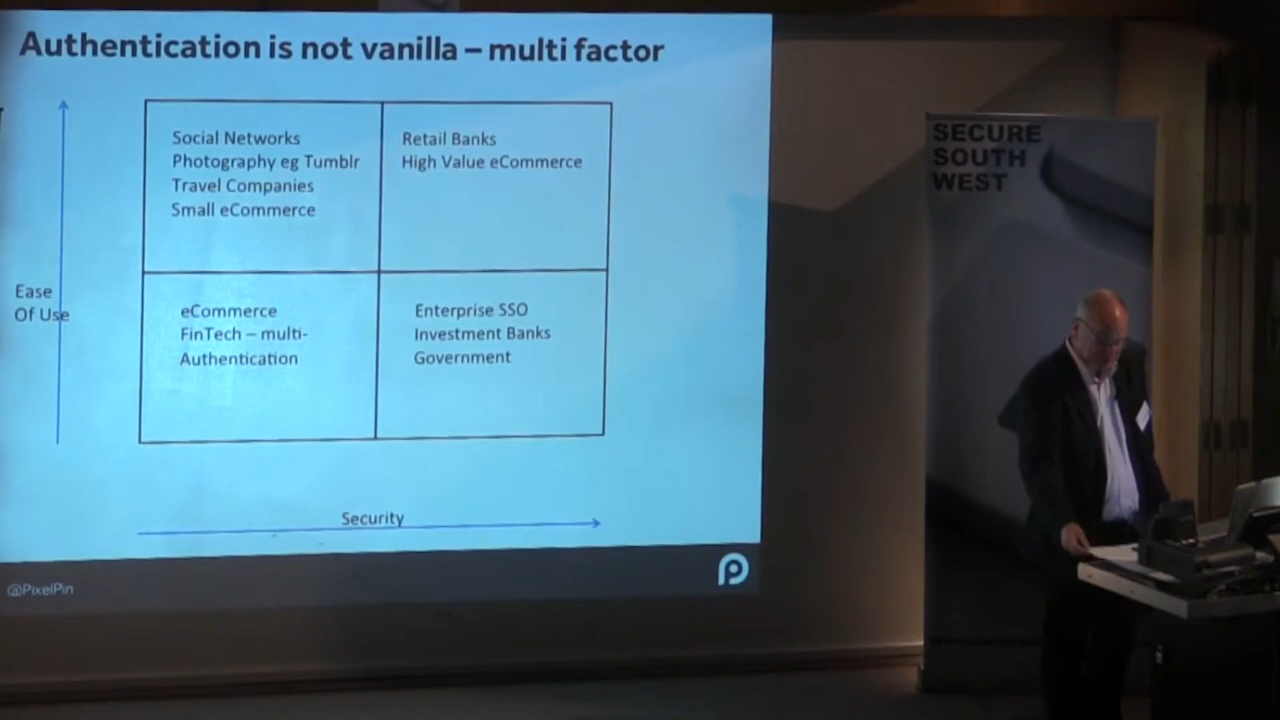 Authentication is not vanilla – multi factor
Social Networks
Photography eg Tumblr
Travel Companies
Small eCommerce
Retail Banks
High Value eCommerce
Ease
Of Use
eCommerce
FinTech – multi-
Authentication
Enterprise SSO
Investment Banks
Government
Security
@PixelPin
SECURE
SOUTH
WEST